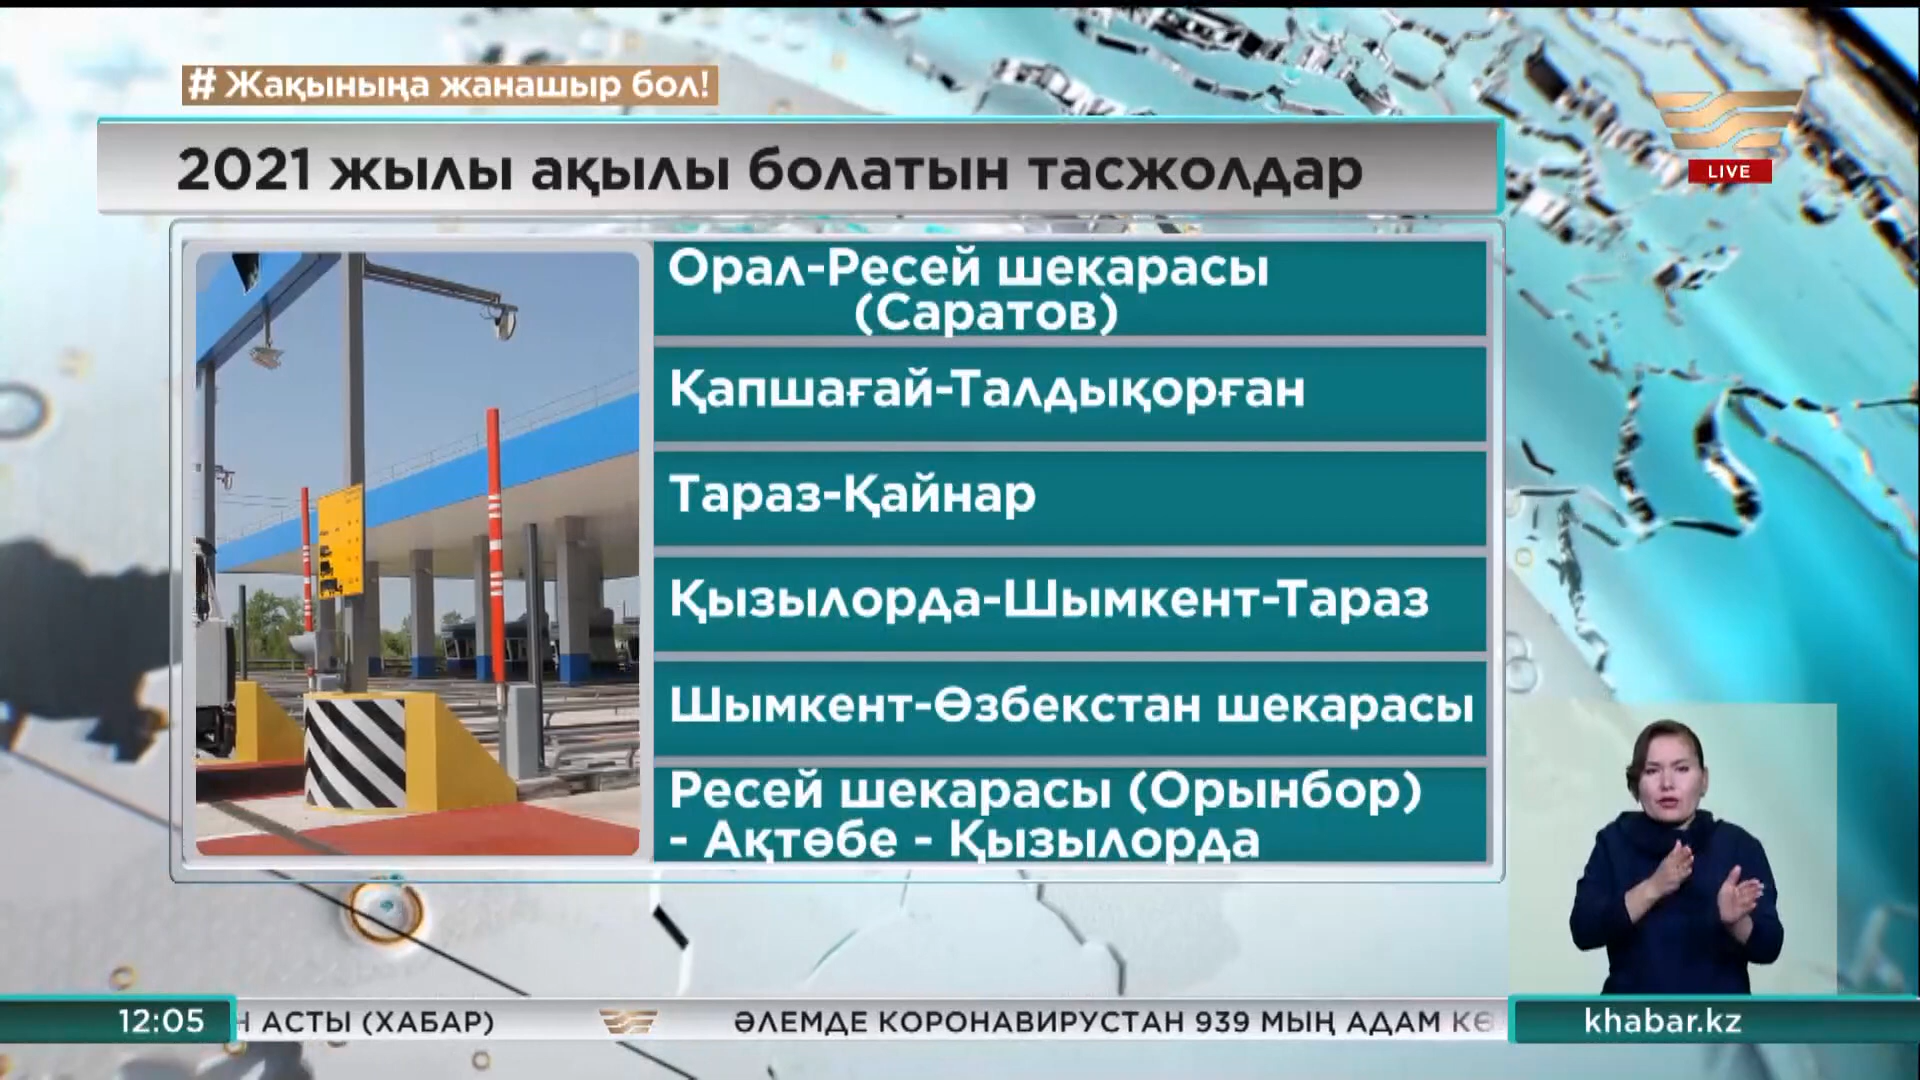 # Жақыныңа жанашыр бол!
2021 жылы ақылы болатын тасжолдар
LIVE
Орал-Ресей шекарасы
(Саратов)
Қапшағай-Талдықорған
Тараз-Қайнар
Қызылорда-Шымкент-Тараз
Шымкент-Өзбекстан шекарасы
Ресей шекарасы (Орынбор)
- Ақтөбе - Қызылорда
12:05
АСТЫ (ХАБАР)
ӘЛЕМДЕ КОРОНАВИРУСТАН 939 МЫҢ АДАМ
khabar.kz